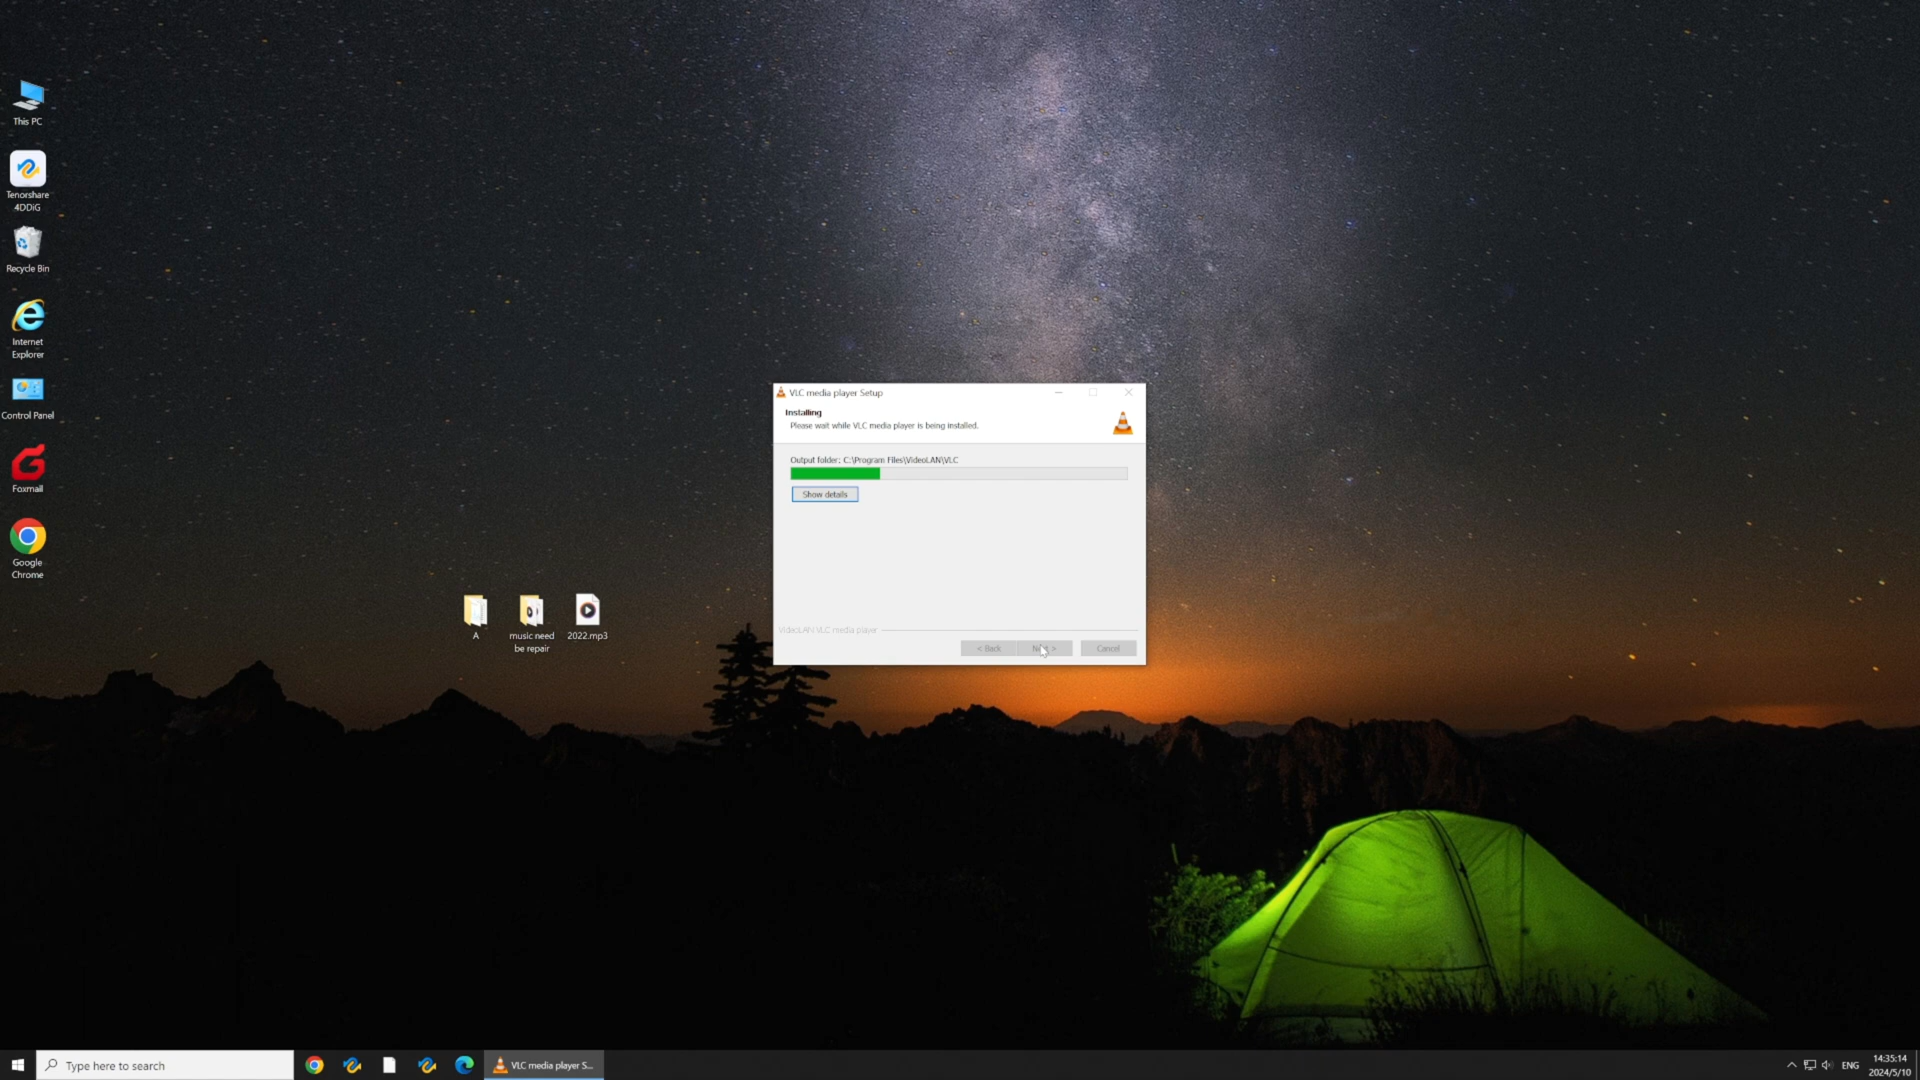 This PC
Tenorshare
4DDiG
Recycle Bin
Internet
Explorer
Control Panel
Foxmail
Google
Chrome
A
music need
be repair
2022.mp3
VLC media player Setup
Installing
Please wait while VLC media player is being installed.
Output folder: C:\Program Files\VideoLAN\VLC
Show details
VideoLAN VLC media player
< Back
Cancel
Type here to search
VLC media player S...
ENG
14:35:14
2024/5/10